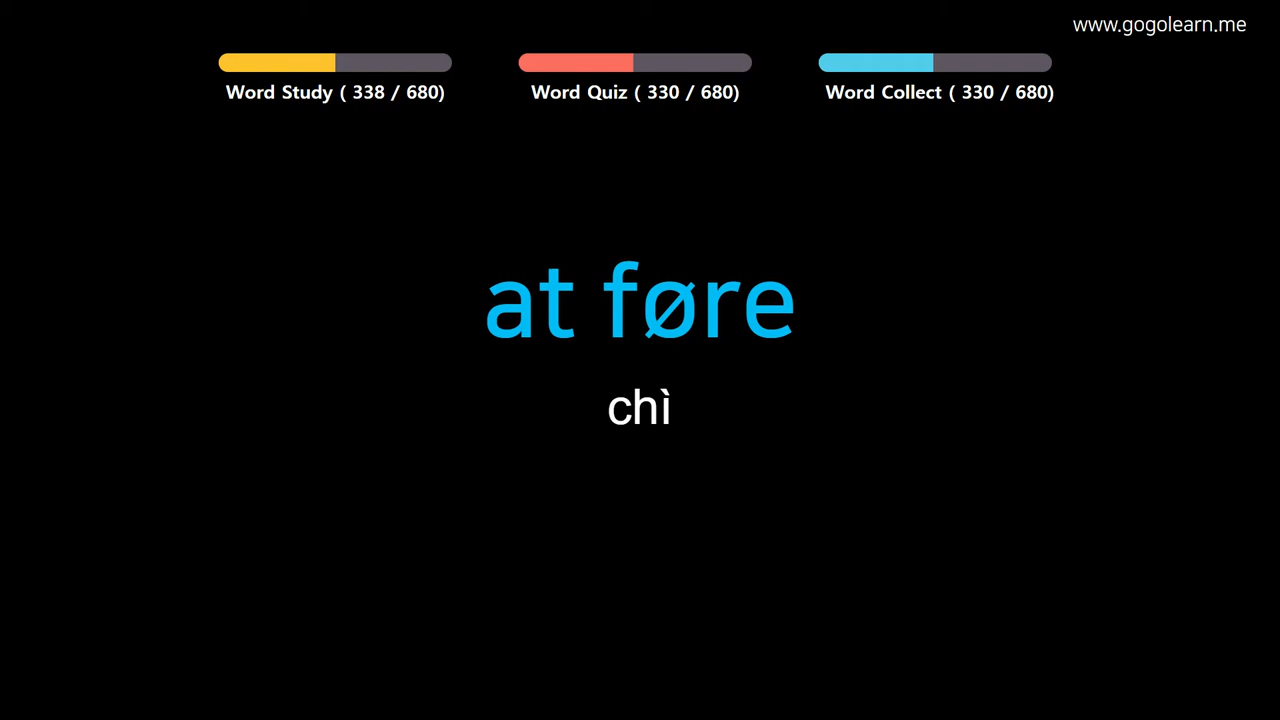 www.gogolearn.me
Word Study ( 338 / 680)
Word Quiz ( 330 / 680)
Word Collect ( 330 / 680)
at føre
chì